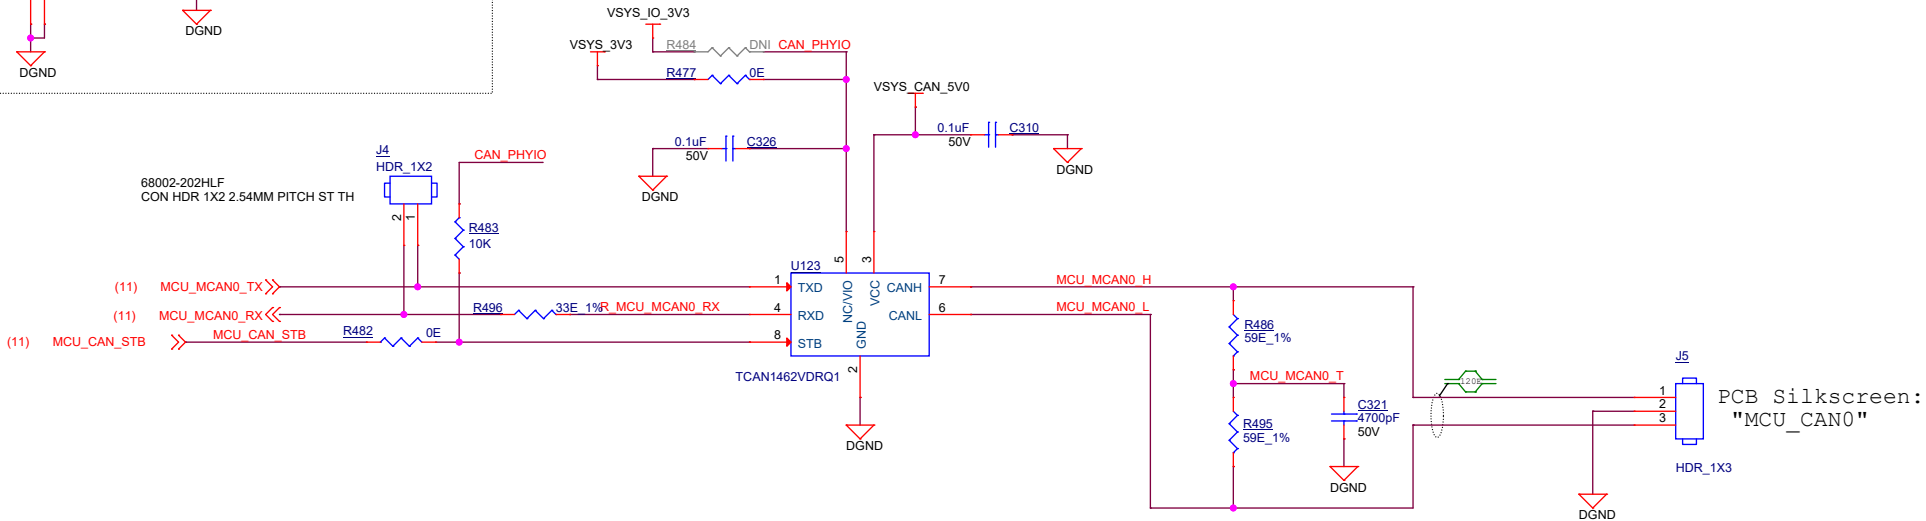 DGND
DGND
VSYS_IO_3V3
VSYS_3V3
R484
DNI
CAN_PHYIO
R477
0E
VSYS_CAN_5V0
0.1uF
50V
C326
DGND
0.1uF
50V
C310
DGND
J4
HDR_1X2
68002-202HLF
CON HDR 1X2 2.54MM PITCH ST TH
2
1
CAN_PHYIO
R483
10K
(11)
MCU_MCAN0_TX
(11)
MCU_MCAN0_RX
R496
33E_1%
R_MCU_MCAN0_RX
(11)
MCU_CAN_STB
MCU_CAN_STB
R482
0E
U123
1
TXD
4
RXD
8
STB
5
NC/VIO
3
VCC
GND
2
7
CANH
6
CANL
TCAN1462VDRQ1
DGND
MCU_MCAN0_H
MCU_MCAN0_L
R486
59E_1%
MCU_MCAN0_T
R495
59E_1%
C321
4700pF
50V
DGND
120E
J5
1
2
3
HDR_1X3
DGND
PCB Silkscreen:
"MCU_CAN0"